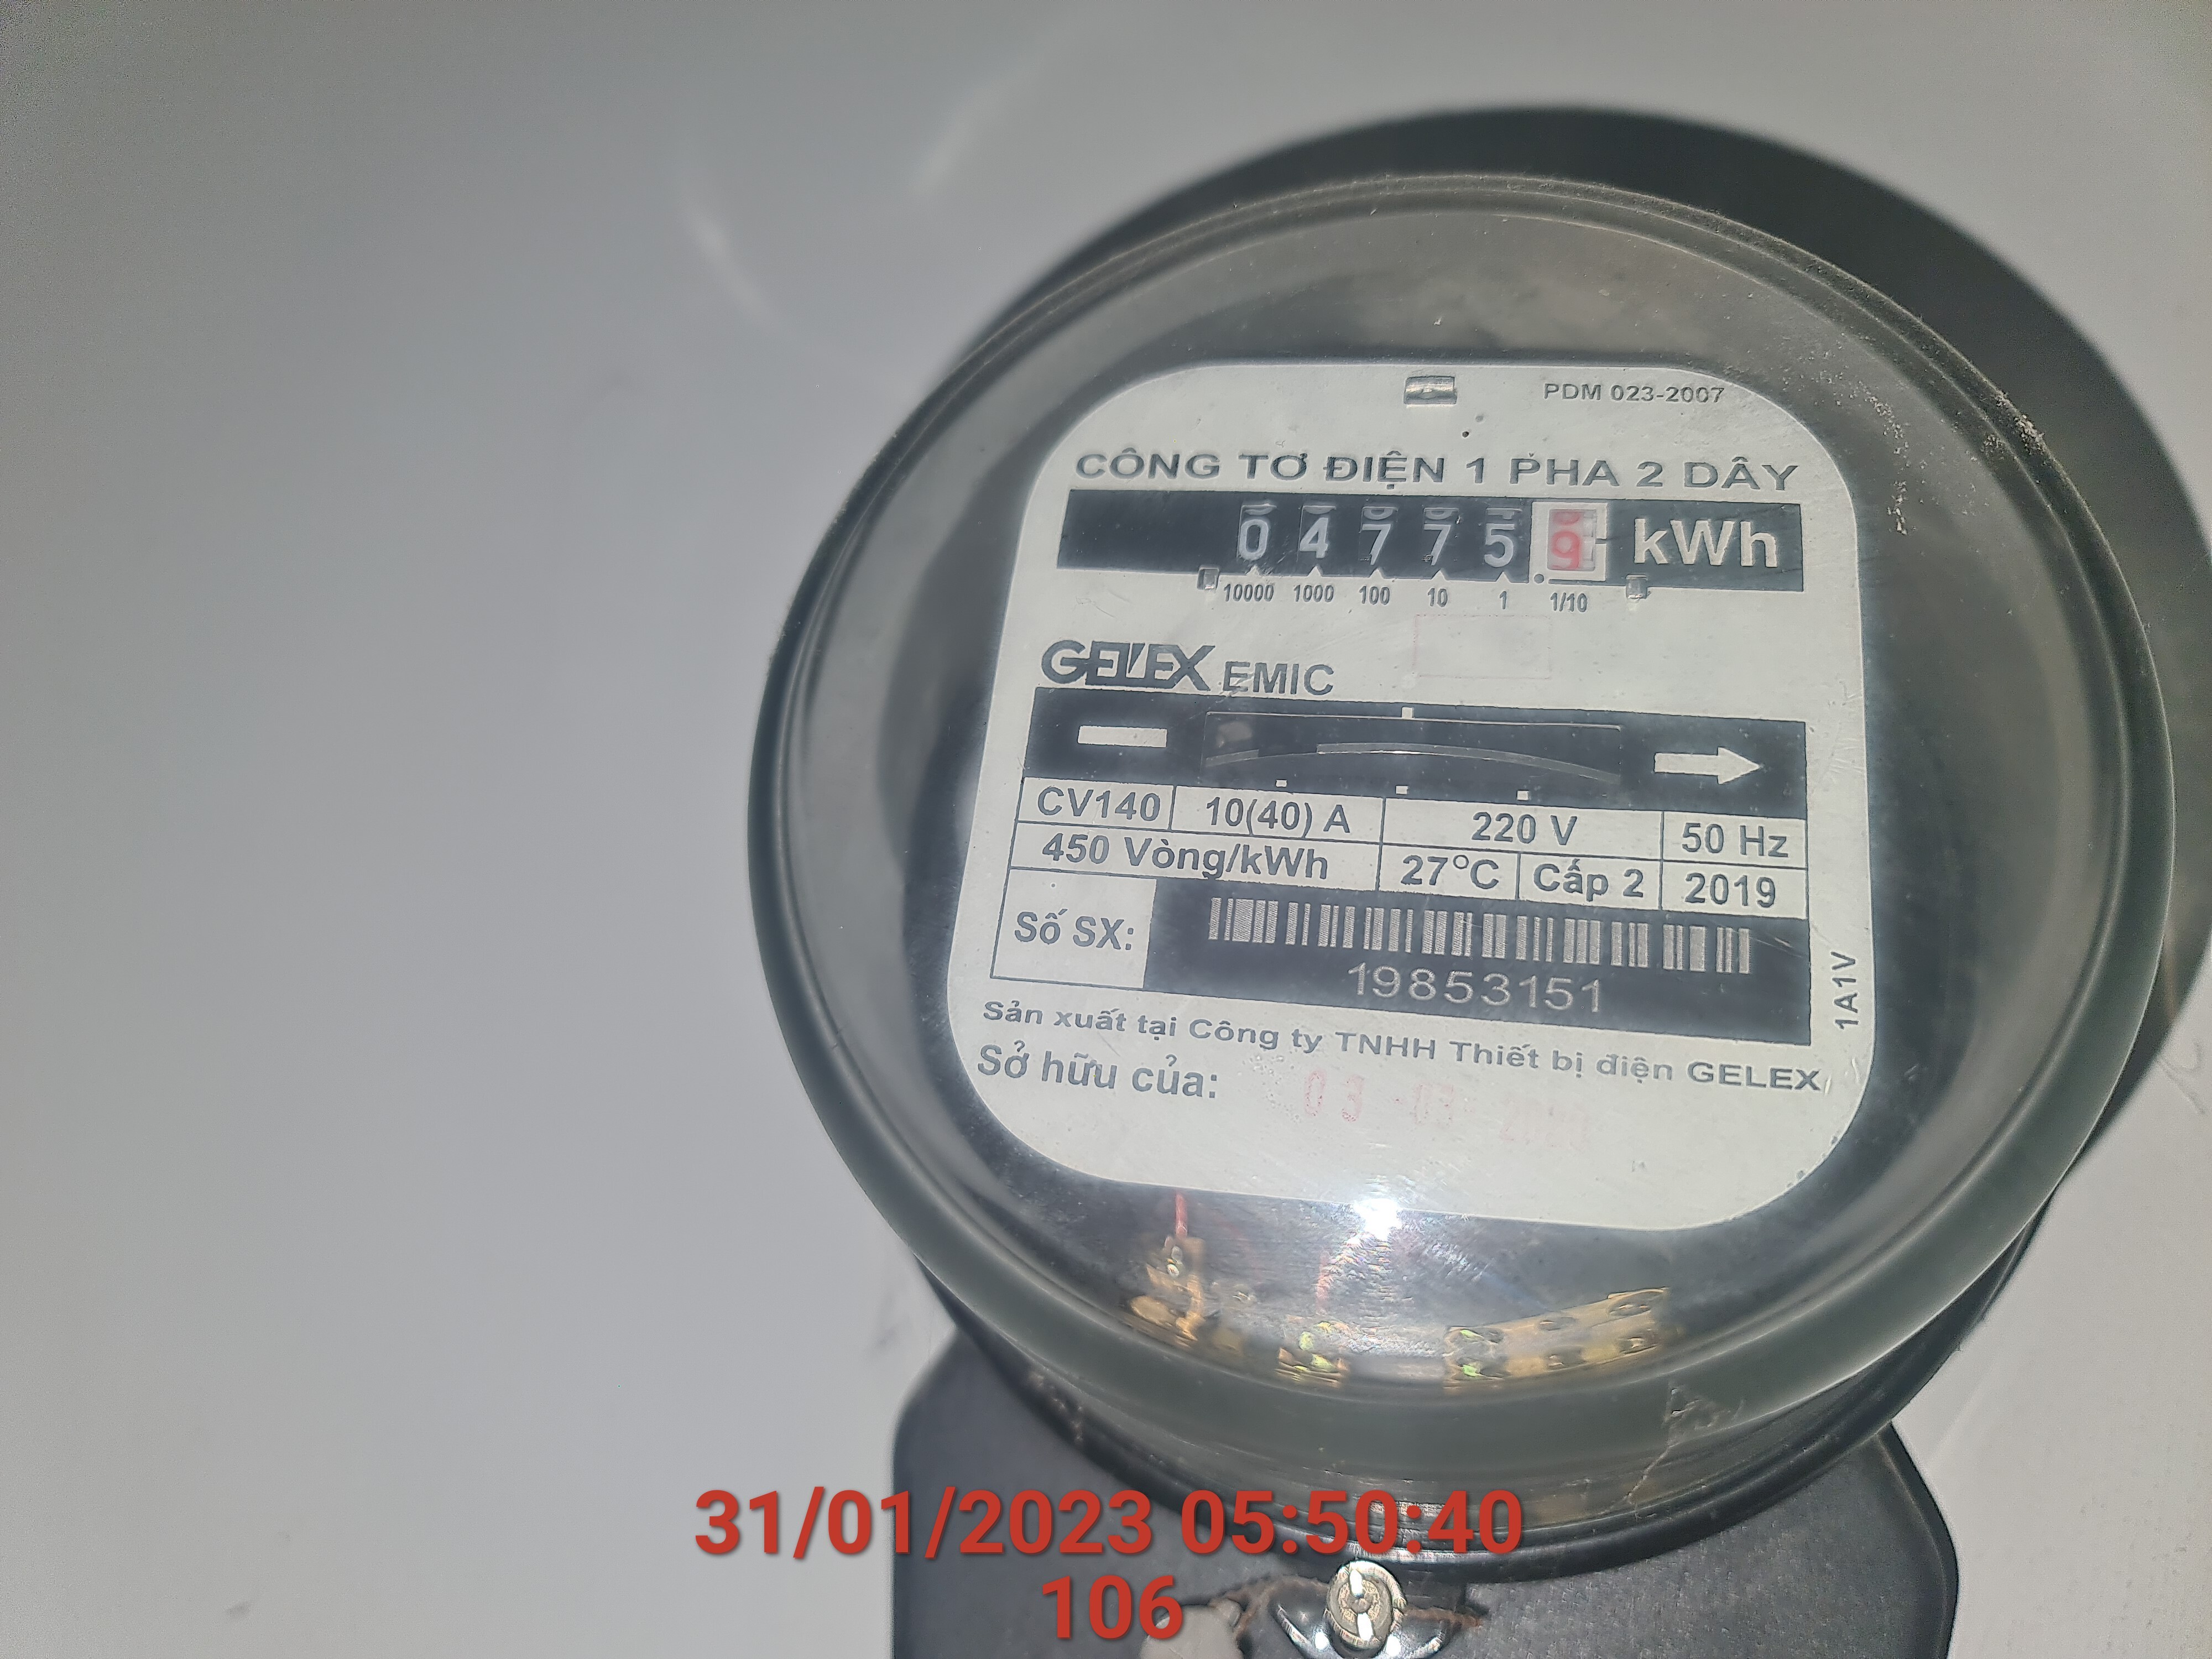 PDM 023-2007
CÔNG TƠ ĐIỆN 1 PHA 2 DÂY
04775 9 kWh
10000 1000 100 10 1 1/10
GELEX EMIC
CV140 10(40) A 220 V 50 Hz
450 Vòng/kWh 27°C Cấp 2 2019
Số SX:
19853151
1A1V
Sản xuất tại Công ty TNHH Thiết bị điện GELEX
Sở hữu của:
03 -03-
31/01/2023 05:50:40
106